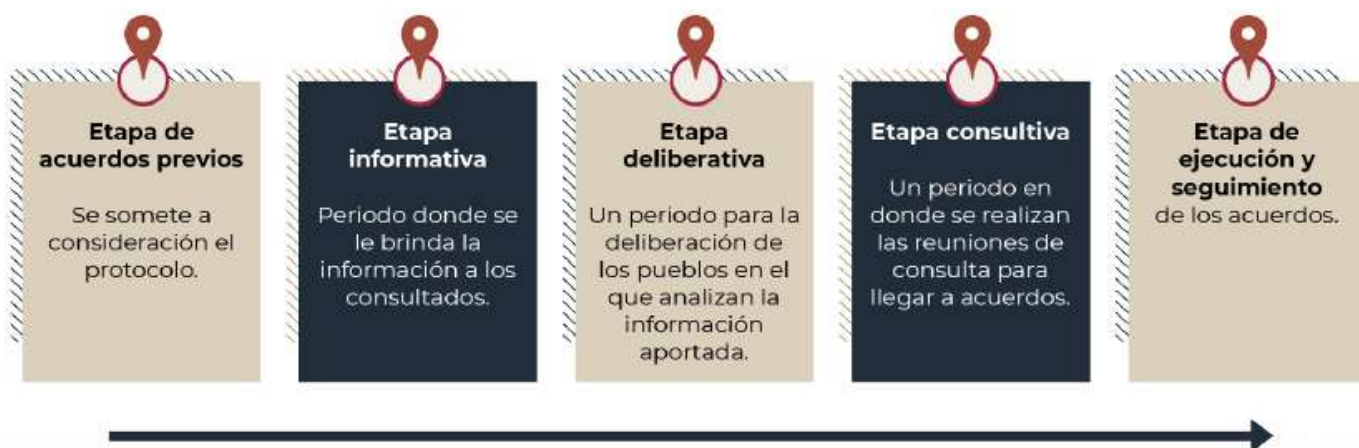 Etapa de
acuerdos previos
Se somete a
consideración el
protocolo.
Etapa
informativa
Periodo donde se
le brinda la
información a los
consultados.
Etapa
deliberativa
Un periodo para la
deliberación de
los pueblos en el
que analizan la
información
aportada.
Etapa consultiva
Un periodo en
donde se realizan
las reuniones de
consulta para
llegar a acuerdos.
Etapa de
ejecución y
seguimiento
de los acuerdos.